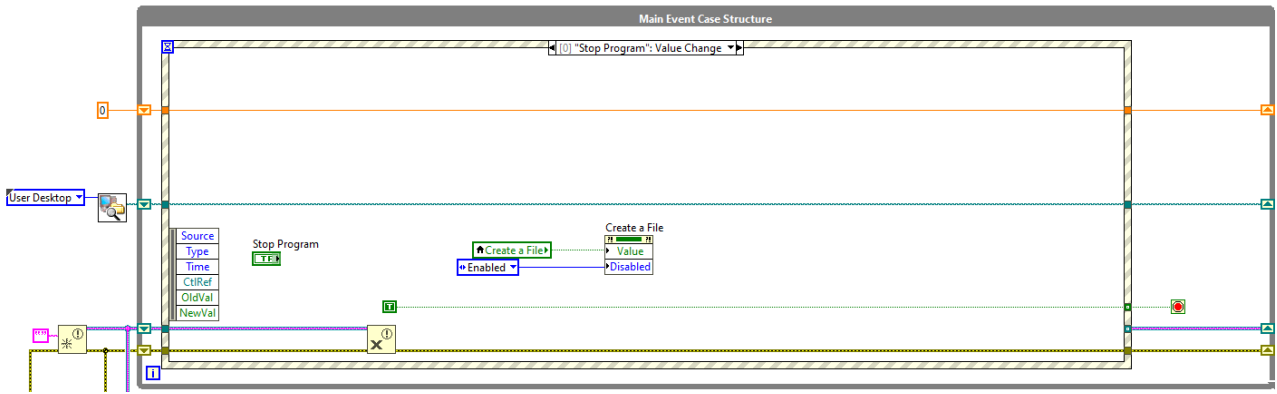 Main Event Case Structure
[0] "Stop Program": Value Change
0
User Desktop
Source
Type
Time
CtlRef
OldVal
NewVal
Stop Program
TF
Create a File
Enabled
Create a File
?! ?!
Value
Disabled
T
""
i